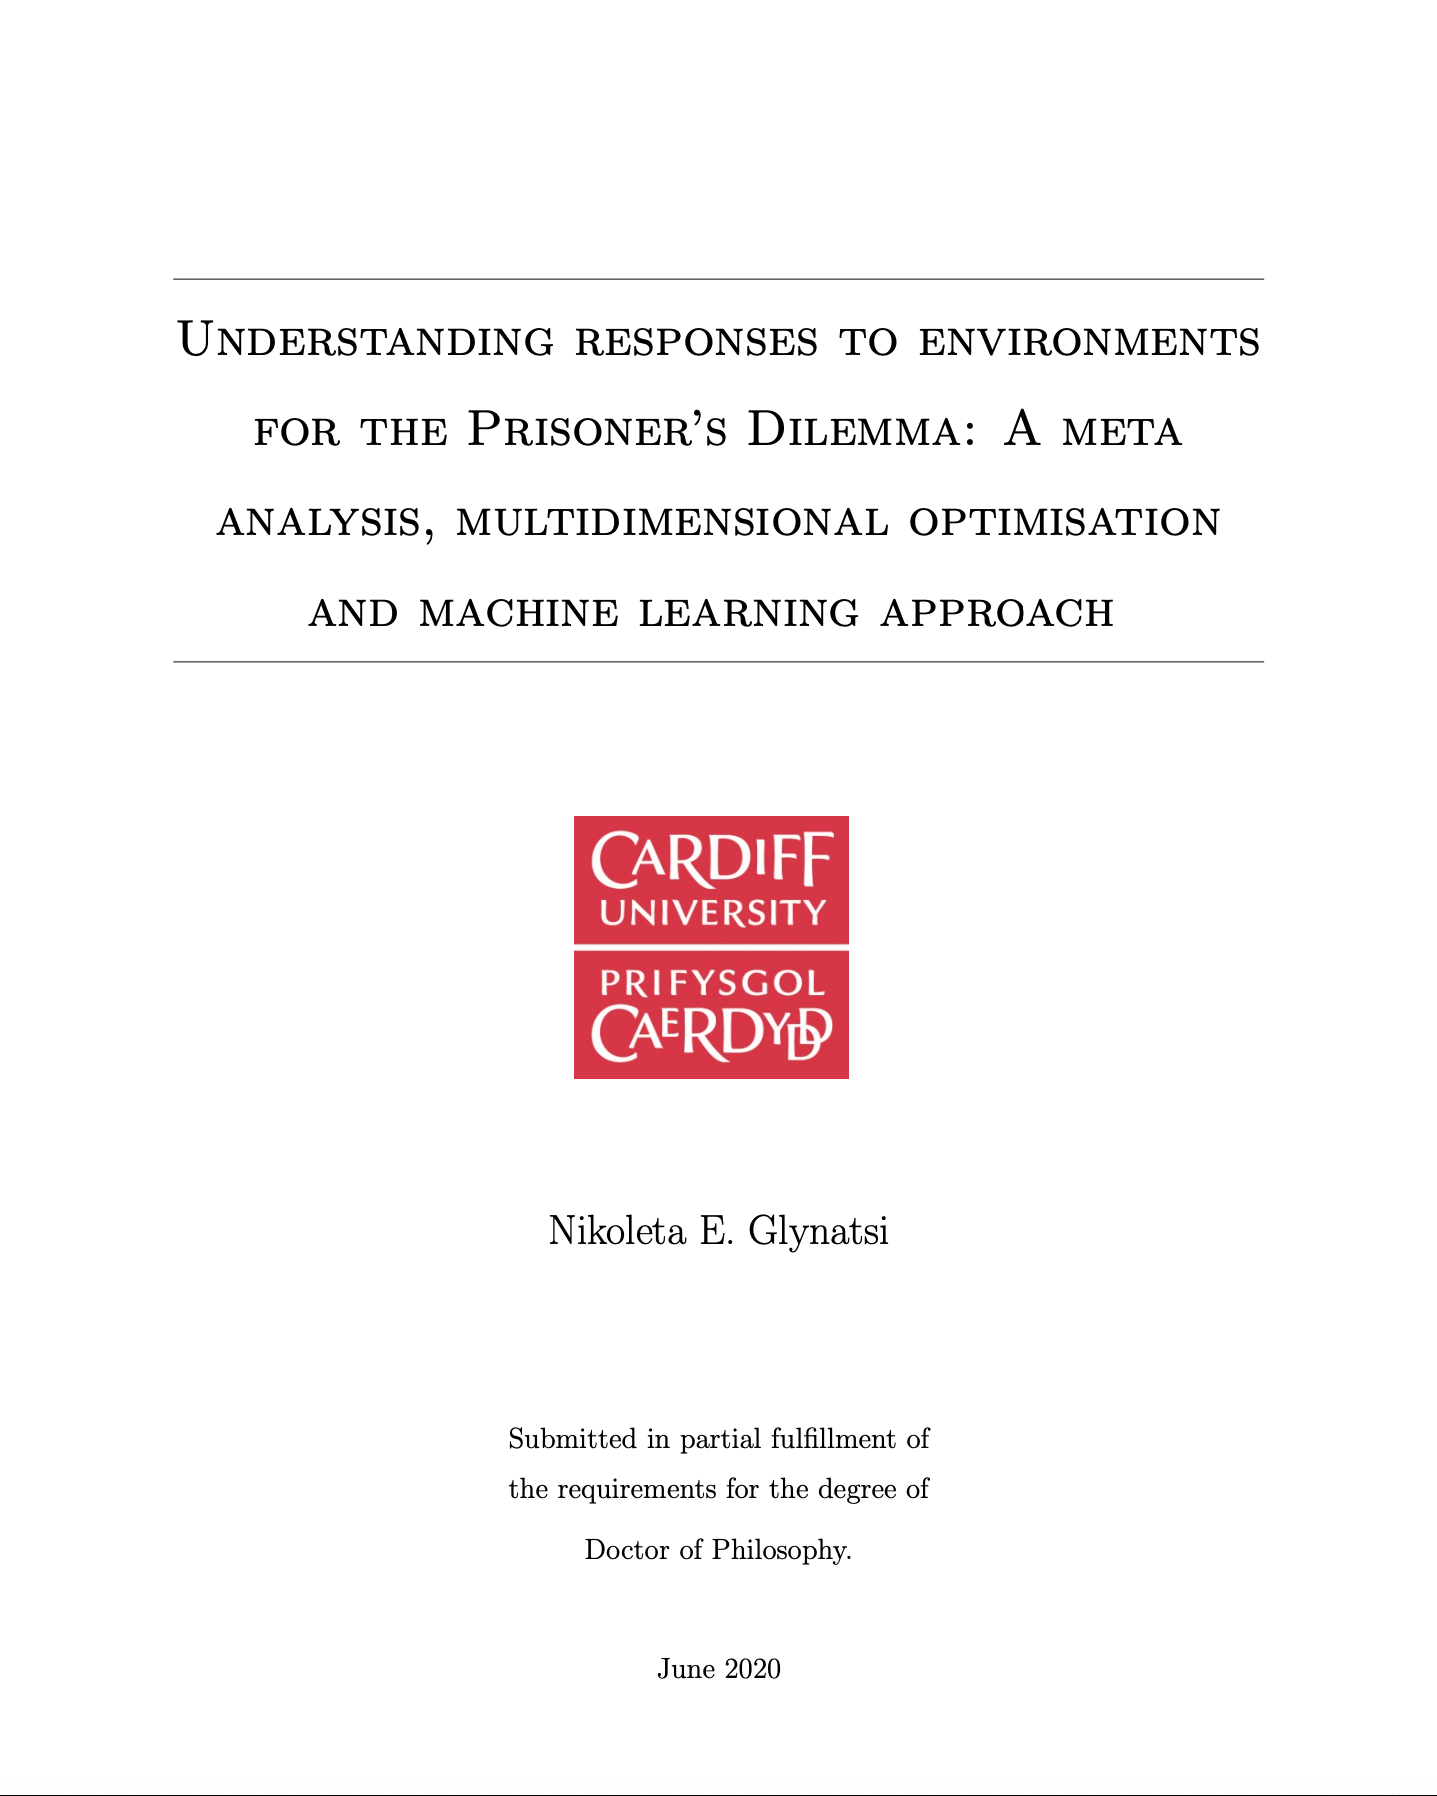 Understanding responses to environments
for the Prisoner's Dilemma: A meta
analysis, multidimensional optimisation
and machine learning approach
CARDIFF
UNIVERSITY
PRIFYSGOL
CAERDYDD
Nikoleta E. Glynatsi
Submitted in partial fulfillment of
the requirements for the degree of
Doctor of Philosophy.
June 2020